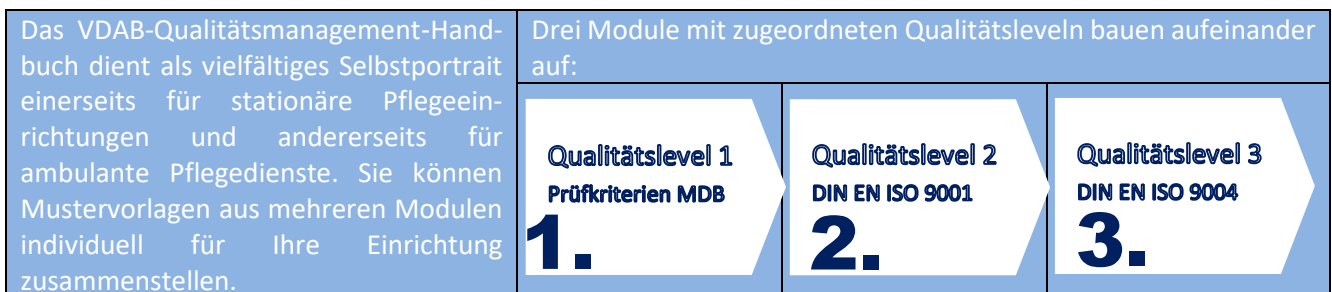 Das VDAB-Qualitätsmanagement-Hand-
buch dient als vielfältiges Selbstportrait
einerseits für stationäre Pflegeein-
richtungen und andererseits für
ambulante Pflegedienste. Sie können
Mustervorlagen aus mehreren Modulen
individuell für Ihre Einrichtung
zusammenstellen.
Drei Module mit zugeordneten Qualitätsleveln bauen aufeinander
auf:
Qualitätslevel 1
Prüfkriterien MDB
1.
Qualitätslevel 2
DIN EN ISO 9001
2.
Qualitätslevel 3
DIN EN ISO 9004
3.